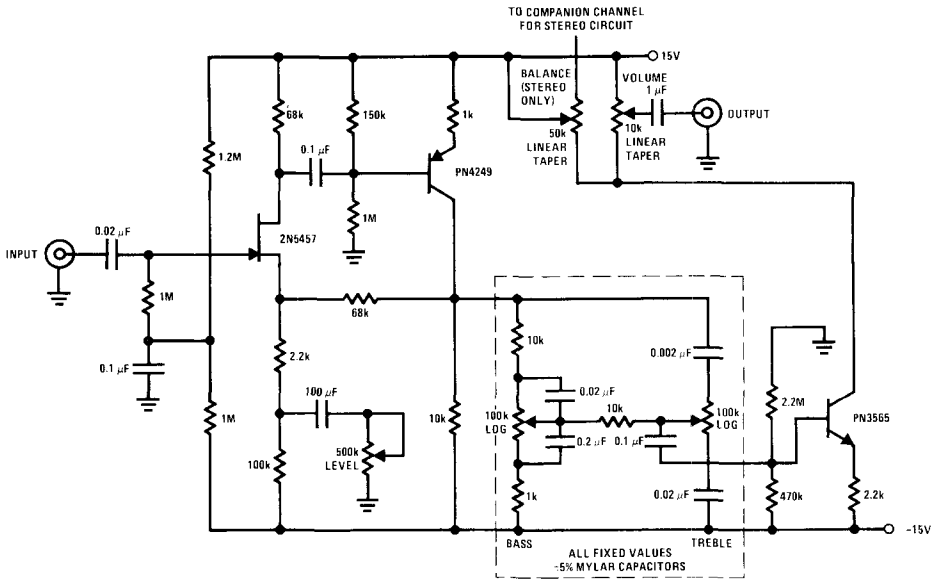 TO COMPANION CHANNEL
FOR STEREO CIRCUIT
15V
BALANCE
(STEREO
ONLY)
VOLUME
1 μF
68k
150k
1k
OUTPUT
50k
LINEAR
TAPER
10k
LINEAR
TAPER
1.2M
0.1 μF
PN4249
1M
0.02 μF
2N5457
INPUT
1M
68k
10k
0.002 μF
0.1 μF
2.2k
0.02 μF
2.2M
100 μF
100k
LOG
10k
100k
LOG
PN3565
1M
10k
0.2 μF
0.1 μF
100k
500k
LEVEL
1k
0.02 μF
470k
2.2k
-15V
BASS
TREBLE
ALL FIXED VALUES
-5% MYLAR CAPACITORS